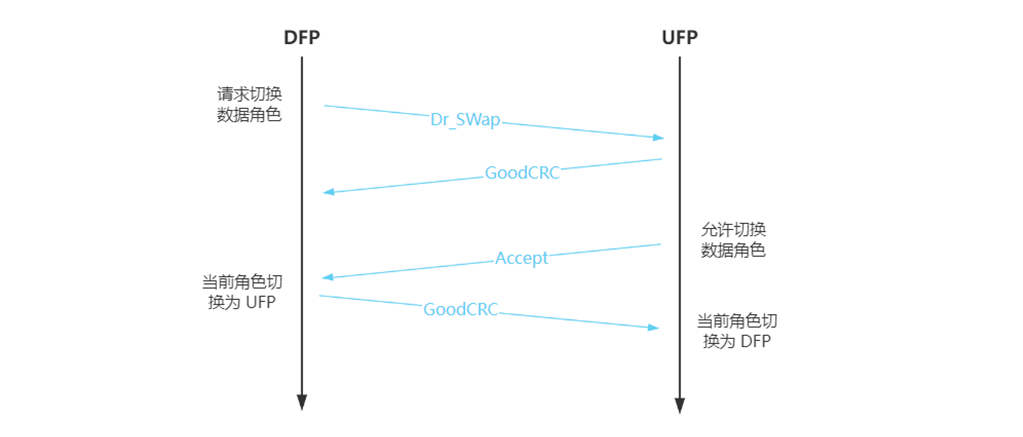 DFP
UFP
请求切换
数据角色
Dr_SWap
GoodCRC
允许切换
数据角色
Accept
当前角色切
换为 UFP
GoodCRC
当前角色切
换为 DFP